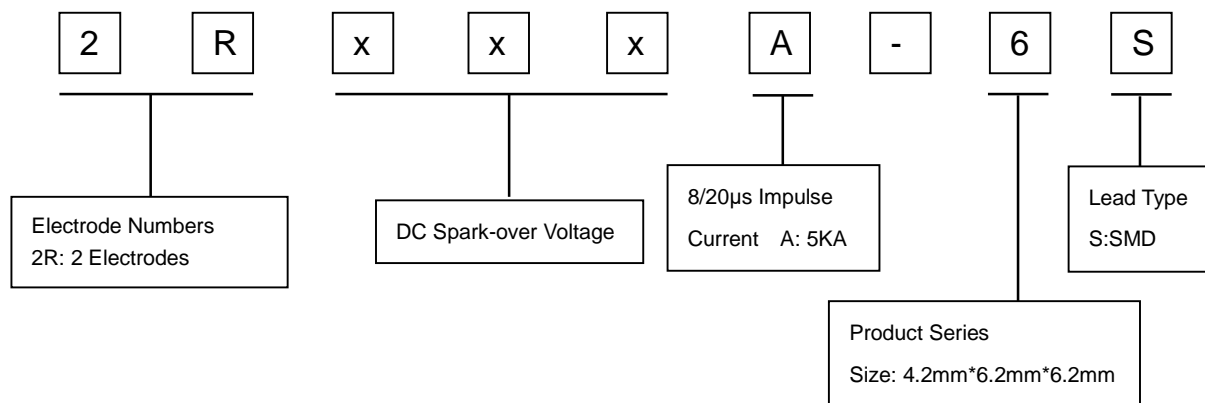 2 R x x x A - 6 S
Electrode Numbers
2R: 2 Electrodes
DC Spark-over Voltage
8/20µs Impulse
Current A: 5KA
Lead Type
S:SMD
Product Series
Size: 4.2mm*6.2mm*6.2mm